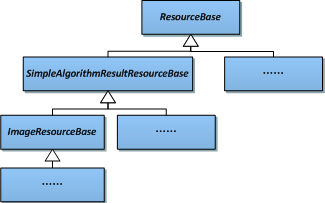 ResourceBase
SimpleAlgorithmResultResourceBase
……
ImageResourceBase
……
……